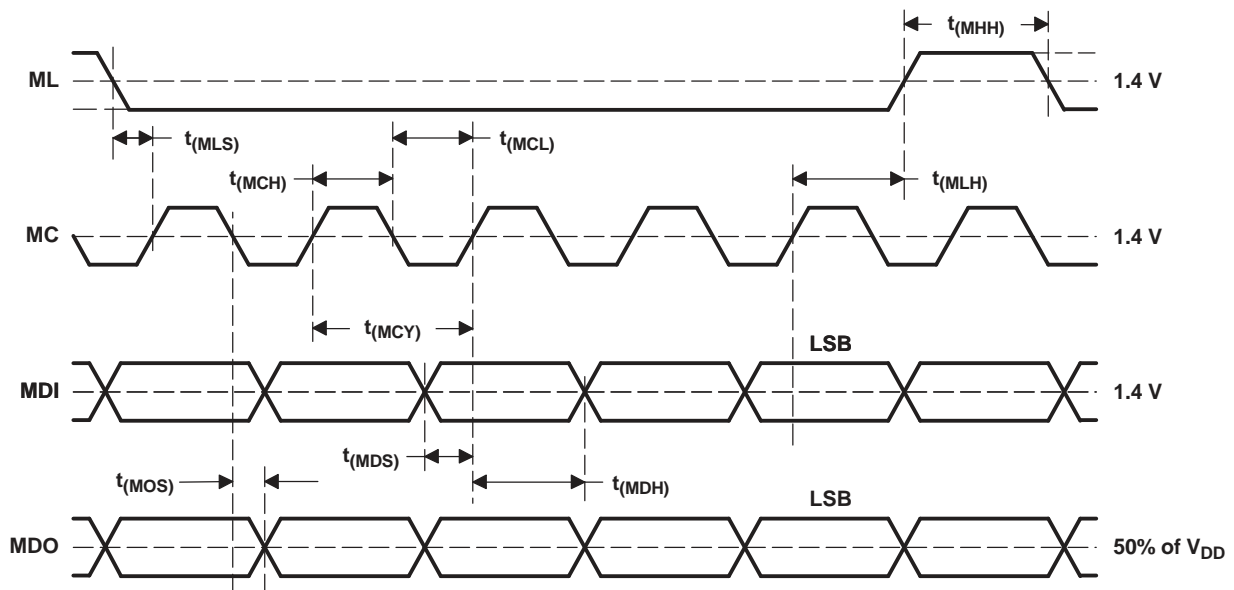 t(MHH)
ML
1.4 V
t(MLS)
t(MCL)
t(MCH)
t(MLH)
MC
1.4 V
t(MCY)
LSB
MDI
1.4 V
t(MDS)
t(MOS)
t(MDH)
LSB
MDO
50% of VDD